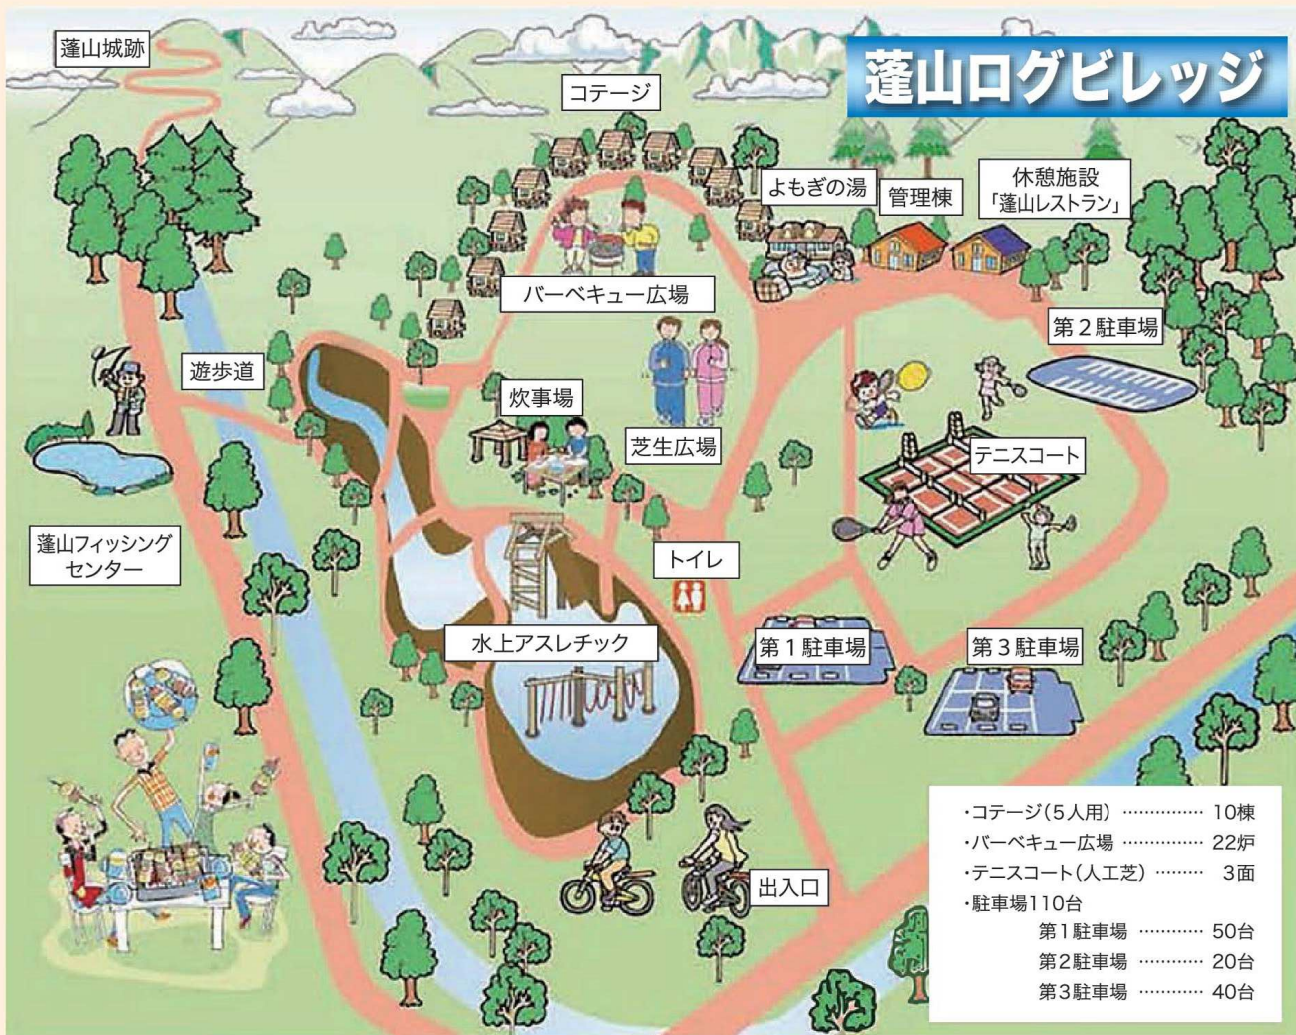 蓬山城跡
蓬山ログビレッジ
コテージ
よもぎの湯
管理棟
休憩施設
「蓬山レストラン」
バーベキュー広場
第2駐車場
遊歩道
炊事場
芝生広場
テニスコート
蓬山フィッシング
センター
トイレ
水上アスレチック
第1駐車場
第3駐車場
出入口
・コテージ(5人用) ………… 10棟
・バーベキュー広場 ………… 22炉
・テニスコート(人工芝) ……… 3面
・駐車場110台
第1駐車場 ………… 50台
第2駐車場 ………… 20台
第3駐車場 ………… 40台